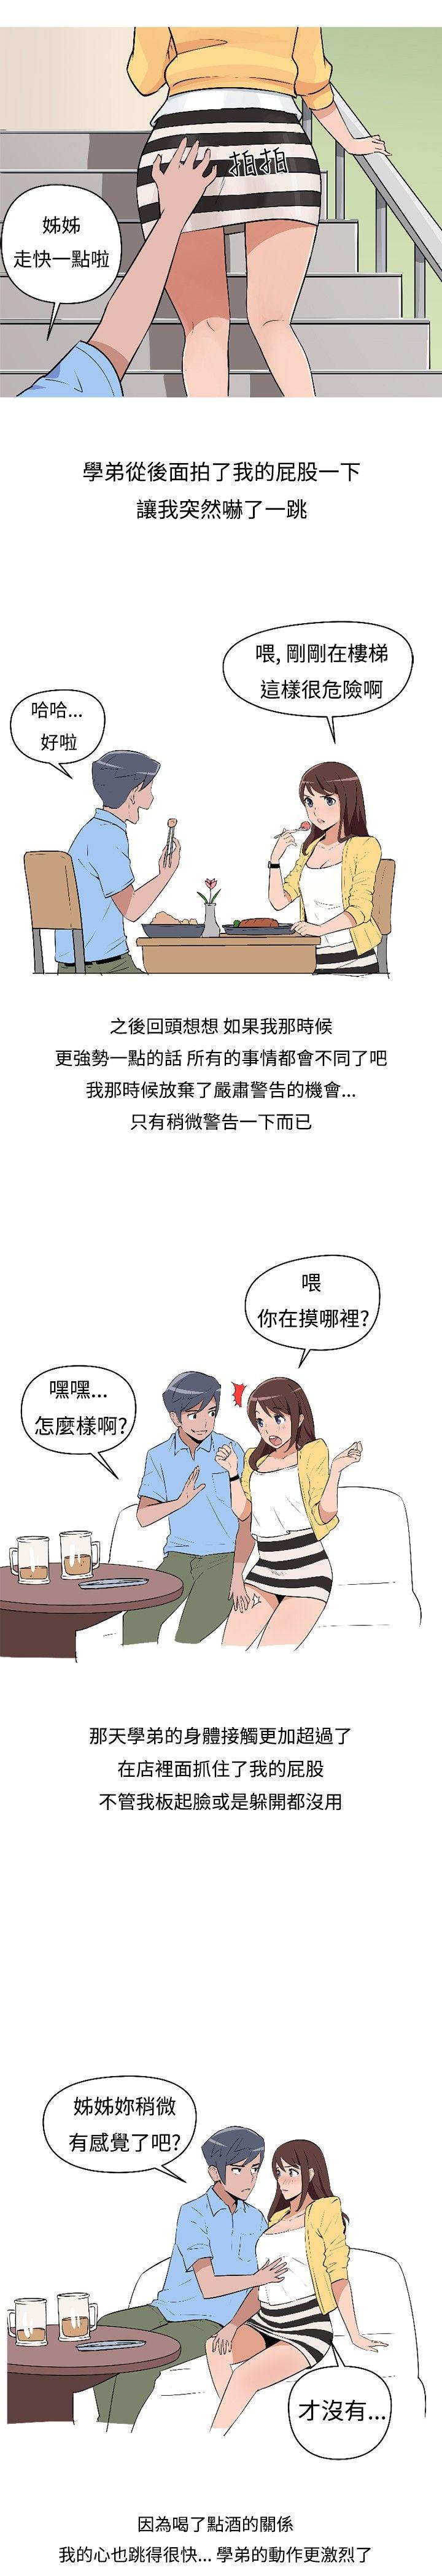 拍拍
姊姊
走快一點啦
學弟從後面拍了我的屁股一下
讓我突然嚇了一跳
喂, 剛剛在樓梯
這樣很危險啊
哈哈...
好啦
之後回頭想想 如果我那時候
更強勢一點的話 所有的事情都會不同了吧
我那時候放棄了嚴肅警告的機會...
只有稍微警告一下而已
喂
你在摸哪裡?
嘿嘿...
怎麼樣啊?
那天學弟的身體接觸更加超過了
在店裡面抓住了我的屁股
不管我板起臉或是躲開都沒用
姊姊妳稍微
有感覺了吧?
才沒有...
因為喝了點酒的關係
我的心也跳得很快... 學弟的動作更激烈了